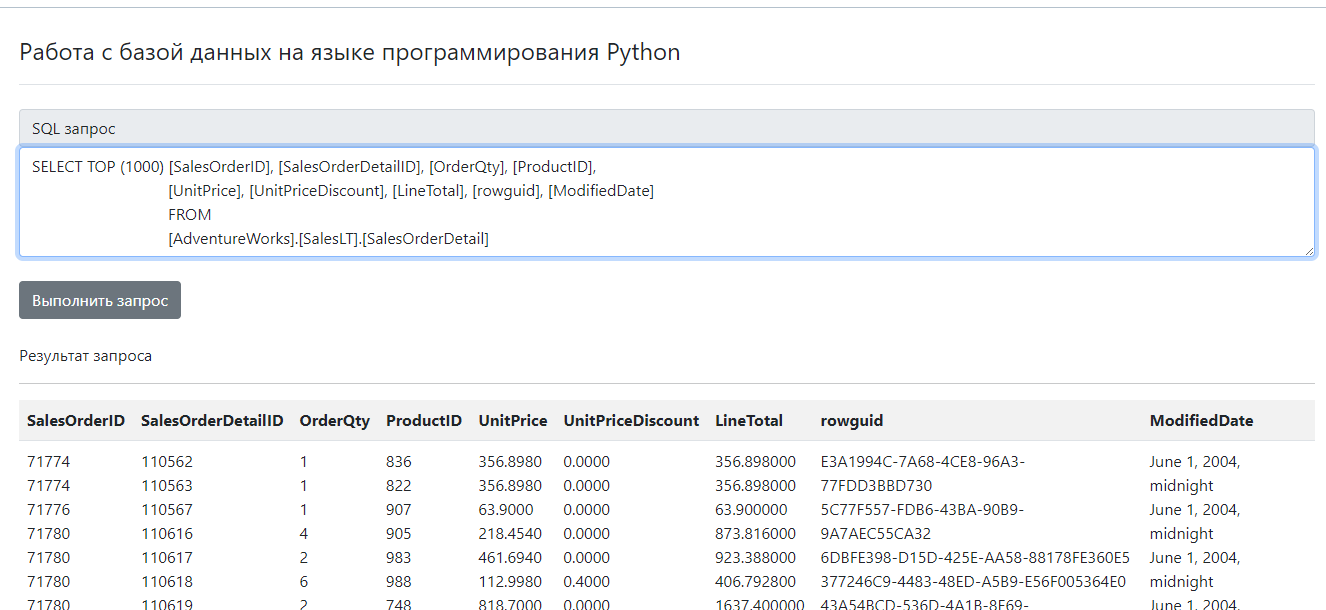 Работа с базой данных на языке программирования Python
SQL запрос
SELECT TOP (1000) [SalesOrderID], [SalesOrderDetailID], [OrderQty], [ProductID],
[UnitPrice], [UnitPriceDiscount], [LineTotal], [rowguid], [ModifiedDate]
FROM
[AdventureWorks].[SalesLT].[SalesOrderDetail]
Выполнить запрос
Результат запроса
SalesOrderID SalesOrderDetailID OrderQty ProductID UnitPrice UnitPriceDiscount LineTotal rowguid ModifiedDate
71774 110562 1 836 356.8980 0.0000 356.898000 E3A1994C-7A68-4CE8-96A3- June 1, 2004,
71774 110563 1 822 356.8980 0.0000 356.898000 77FDD3BBD730 midnight
71776 110567 1 907 63.9000 0.0000 63.900000 5C77F557-FDB6-43BA-90B9- June 1, 2004,
71780 110616 4 905 218.4540 0.0000 873.816000 9A7AEC55CA32 midnight
71780 110617 2 983 461.6940 0.0000 923.388000 6DBFE398-D15D-425E-AA58-88178FE360E5 June 1, 2004,
71780 110618 6 988 112.9980 0.4000 406.792800 377246C9-4483-48ED-A5B9-E56F005364E0 midnight
71780 110619 2 748 818.7000 0.0000 1637.400000 43A54BCD-536D-4A1B-8E69- June 1, 2004,